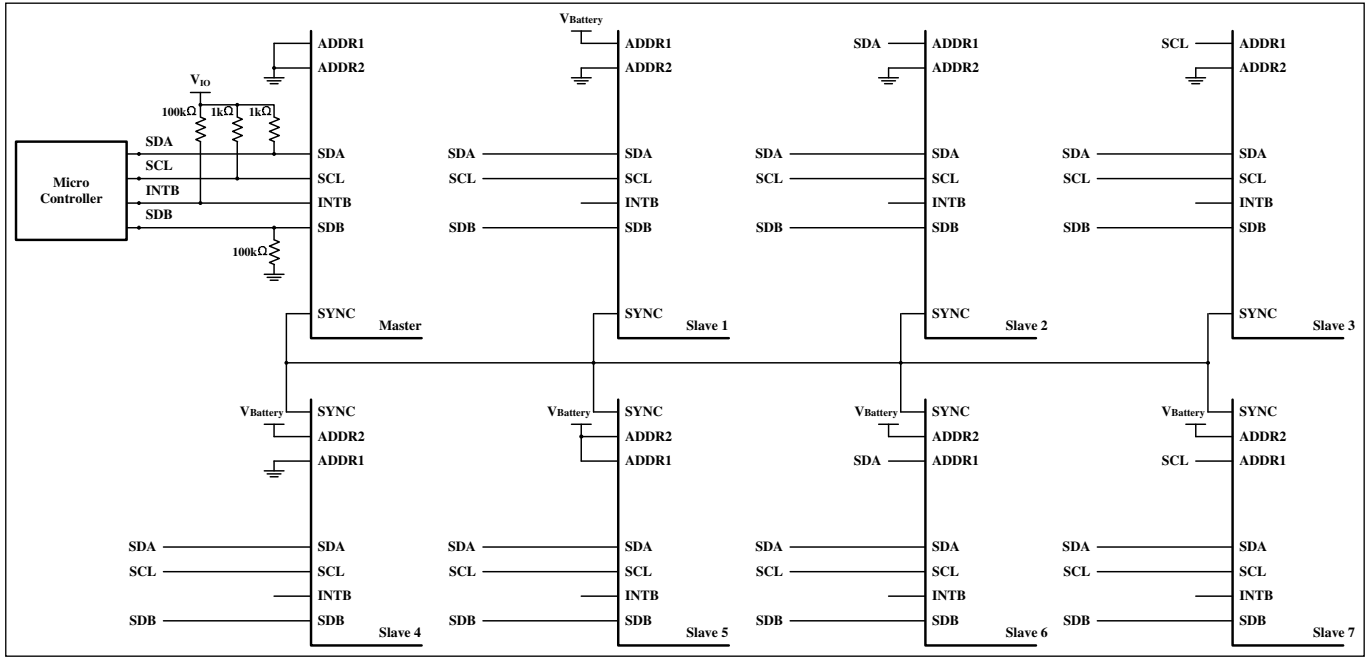 VBattery
ADDR1 ADDR1 SDA ADDR1 SCL ADDR1
ADDR2 ADDR2 ADDR2 ADDR2
VIO
100kΩ 1kΩ 1kΩ
SDA SDA SDA SDA SDA SDA SDA SDA
SCL SCL SCL SCL SCL SCL SCL SCL
Micro
Controller
INTB INTB INTB INTB INTB
SDB SDB SDB SDB SDB SDB SDB SDB
100kΩ
SYNC SYNC SYNC SYNC
Master Slave 1 Slave 2 Slave 3
VBattery SYNC VBattery SYNC VBattery SYNC VBattery SYNC
ADDR2 ADDR2 ADDR2 ADDR2
ADDR1 ADDR1 SDA ADDR1 SCL ADDR1
SDA SDA SDA SDA SDA SDA SDA SDA
SCL SCL SCL SCL SCL SCL SCL SCL
INTB INTB INTB INTB
SDB SDB SDB SDB SDB SDB SDB SDB
Slave 4 Slave 5 Slave 6 Slave 7